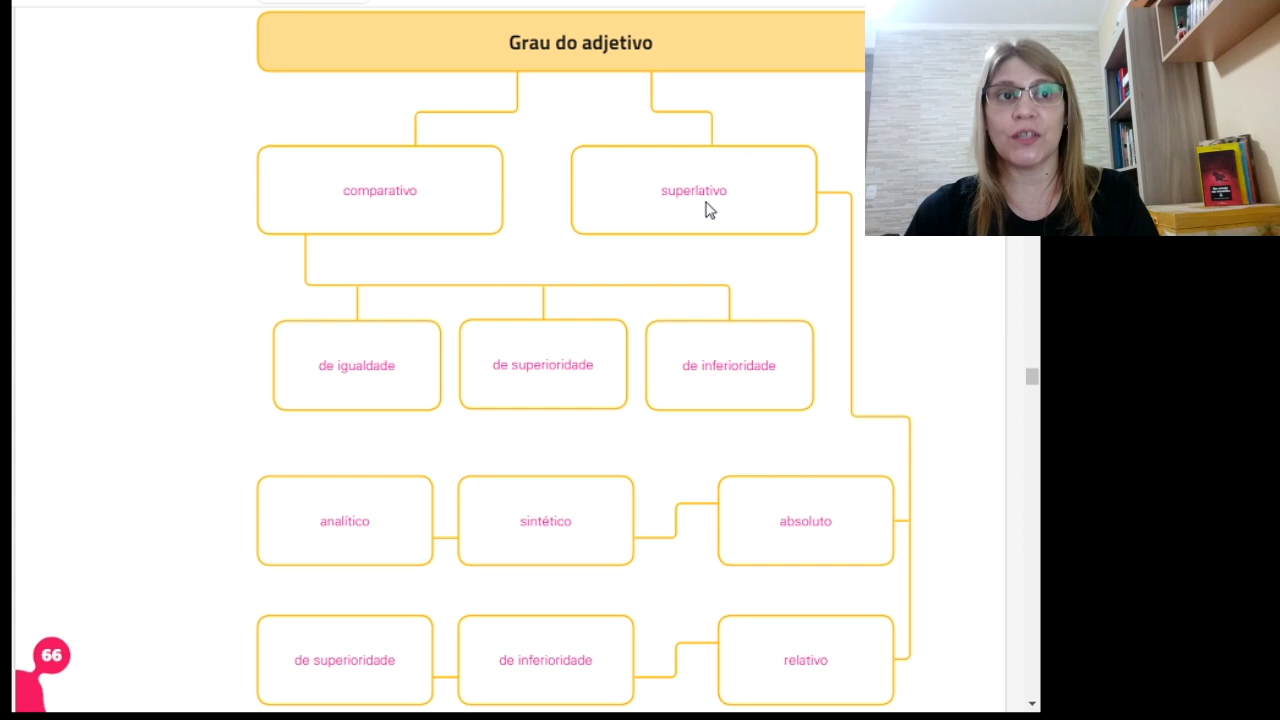 Grau do adjetivo
comparativo
superlativo
de igualdade
de superioridade
de inferioridade
analítico
sintético
absoluto
de superioridade
de inferioridade
relativo
66